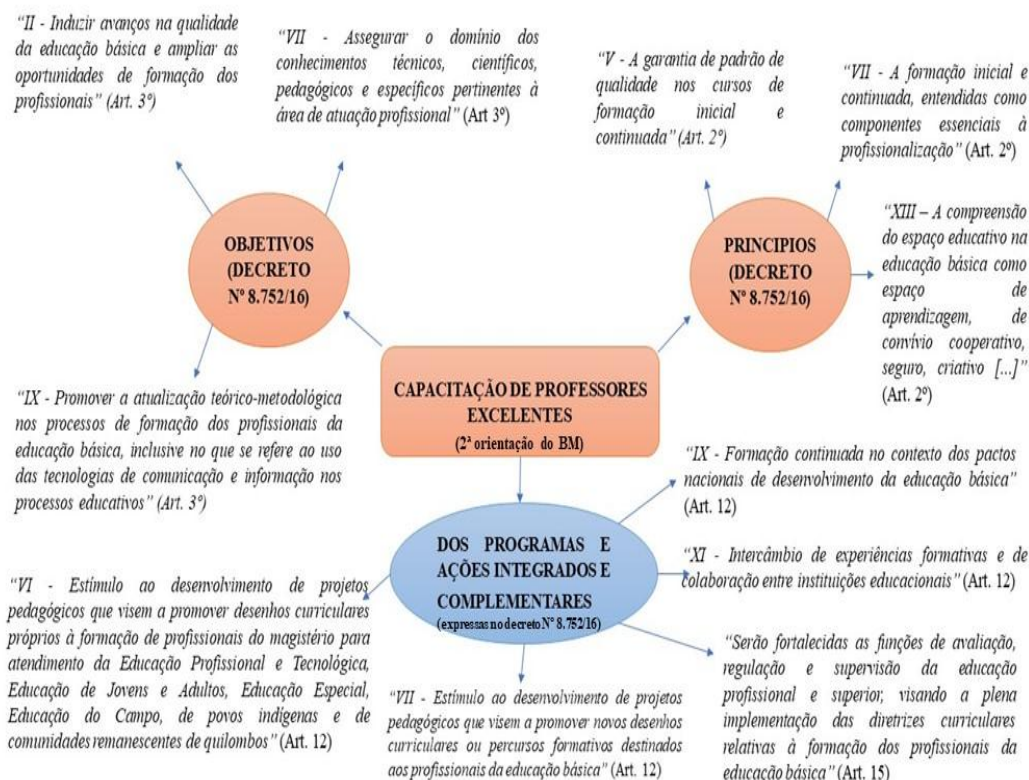 “II - Induzir avanços na qualidade
da educação básica e ampliar as
oportunidades de formação dos
profissionais” (Art. 3º)
“VII - Assegurar o domínio dos
conhecimentos técnicos, científicos,
pedagógicos e específicos pertinentes à
área de atuação profissional” (Art 3º)
“V - A garantia de padrão de
qualidade nos cursos de
formação inicial e
continuada” (Art. 2º)
“VII - A formação inicial e
continuada, entendidas como
componentes essenciais à
profissionalização” (Art. 2º)
OBJETIVOS
(DECRETO
Nº 8.752/16)
PRINCIPIOS
(DECRETO
Nº 8.752/16)
“XIII – A compreensão
do espaço educativo na
educação básica como
espaço de
aprendizagem, de
convívio cooperativo,
seguro, criativo [...]”
(Art. 2º)
CAPACITAÇÃO DE PROFESSORES
EXCELENTES
(2ª orientação do BM)
“IX - Promover a atualização teórico-metodológica
nos processos de formação dos profissionais da
educação básica, inclusive no que se refere ao uso
das tecnologias de comunicação e informação nos
processos educativos” (Art. 3º)
“IX - Formação continuada no contexto dos pactos
nacionais de desenvolvimento da educação básica”
(Art. 12)
DOS PROGRAMAS E
AÇÕES INTEGRADOS E
COMPLEMENTARES
(expressas no decreto Nº 8.752/16)
“XI - Intercâmbio de experiências formativas e de
colaboração entre instituições educacionais” (Art. 12)
“VI - Estímulo ao desenvolvimento de projetos
pedagógicos que visem a promover desenhos curriculares
próprios à formação de profissionais do magistério para
atendimento da Educação Profissional e Tecnológica,
Educação de Jovens e Adultos, Educação Especial,
Educação do Campo, de povos indígenas e de
comunidades remanescentes de quilombos” (Art. 12)
“VII - Estímulo ao desenvolvimento de projetos
pedagógicos que visem a promover novos desenhos
curriculares ou percursos formativos destinados
aos profissionais da educação básica” (Art. 12)
“Serão fortalecidas as funções de avaliação,
regulação e supervisão da educação
profissional e superior, visando a plena
implementação das diretrizes curriculares
relativas à formação dos profissionais da
educação básica” (Art. 15)